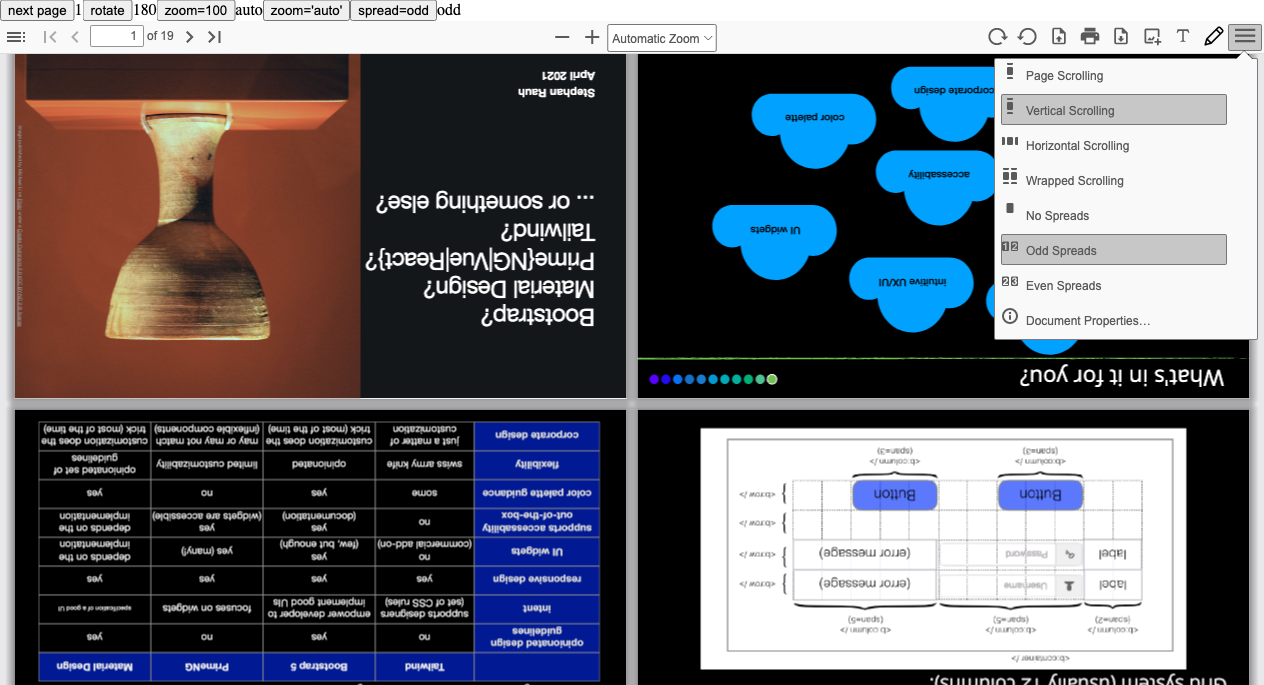 next page 1 rotate 180 zoom=100 auto zoom='auto' spread=odd odd
1 of 19
Automatic Zoom
T
Page Scrolling
Vertical Scrolling
Horizontal Scrolling
Wrapped Scrolling
No Spreads
Odd Spreads
Even Spreads
Document Properties…
Bootstrap?
Material Design?
Prime{NG|Vue|React}?
Tailwind?
... or something else?
Stephan Rauh
April 2021
What's in it for you?
intuitive UX/UI
UI widgets
accessability
color palette
corporate design
Tailwind
Bootstrap 5
PrimeNG
Material Design
opinionated design
guidelines
no
yes
no
yes
intent
supports designers
(set of CSS rules)
empower developer to
implement good UIs
focuses on widgets
specification of a good UI
responsive design
yes
yes
yes
yes
UI widgets
no
(commercial add-on)
yes
(few, but enough)
yes (many!)
depends on the
implementation
supports accessability
out-of-the-box
no
yes
(documentation)
yes
(widgets are accessible)
depends on the
implementation
color palette guidance
some
yes
no
yes
flexibility
swiss army knife
opinionated
limited customizability
opinionated set of
guidelines
corporate design
just a matter of
customization
customization does the
trick (most of the time)
may or may not match
(inflexible components)
customization does the
trick (most of the time)
Grid system (usually 12 columns):
<b:container />
<b:column />
(span=2)
<b:column />
(span=5)
<b:column />
(span=5)
label
Username
(error message)
<b:row />
label
Password
(error message)
<b:row />
<b:row />
Button
Button
<b:row />
<b:column />
(span=3)
<b:column />
(span=3)